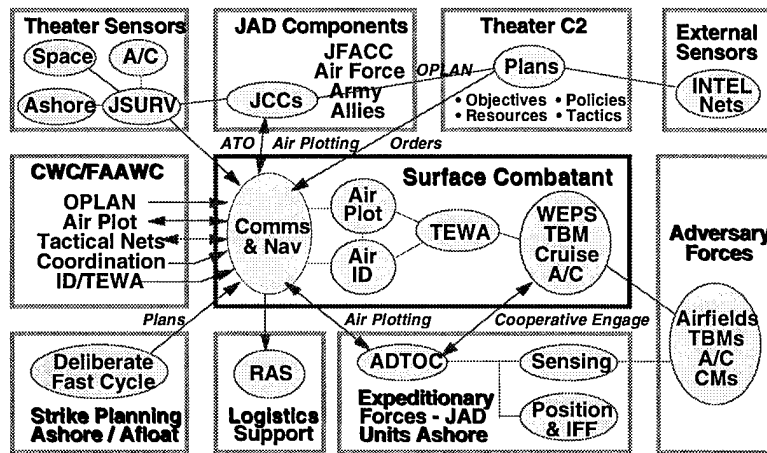 Theater Sensors
Space
A/C
Ashore
JSURV
JAD Components
JFACC
Air Force
Army
Allies
JCCs
OPLAN
Theater C2
Plans
• Objectives • Policies
• Resources • Tactics
External
Sensors
INTEL
Nets
ATO
Air Plotting
Orders
CWC/FAAWC
OPLAN
Air Plot
Tactical Nets
Coordination
ID/TEWA
Surface Combatant
Comms
& Nav
Air
Plot
Air
ID
TEWA
WEPS
TBM
Cruise
A/C
Adversary
Forces
Airfields
TBMs
A/C
CMs
Plans
Air Plotting
Cooperative Engage
Deliberate
Fast Cycle
Strike Planning
Ashore / Afloat
RAS
Logistics
Support
ADTOC
Sensing
Position
& IFF
Expeditionary
Forces - JAD
Units Ashore